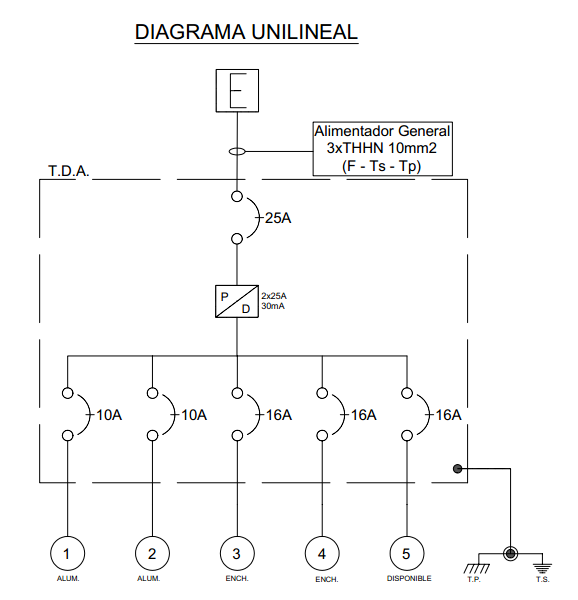 DIAGRAMA UNILINEAL
E
Alimentador General
3xTHHN 10mm2
(F - Ts - Tp)
T.D.A.
25A
P
D
2x25A
30mA
10A
10A
16A
16A
16A
1
2
3
4
5
ALUM.
ALUM.
ENCH.
ENCH.
DISPONIBLE
T.P.
T.S.